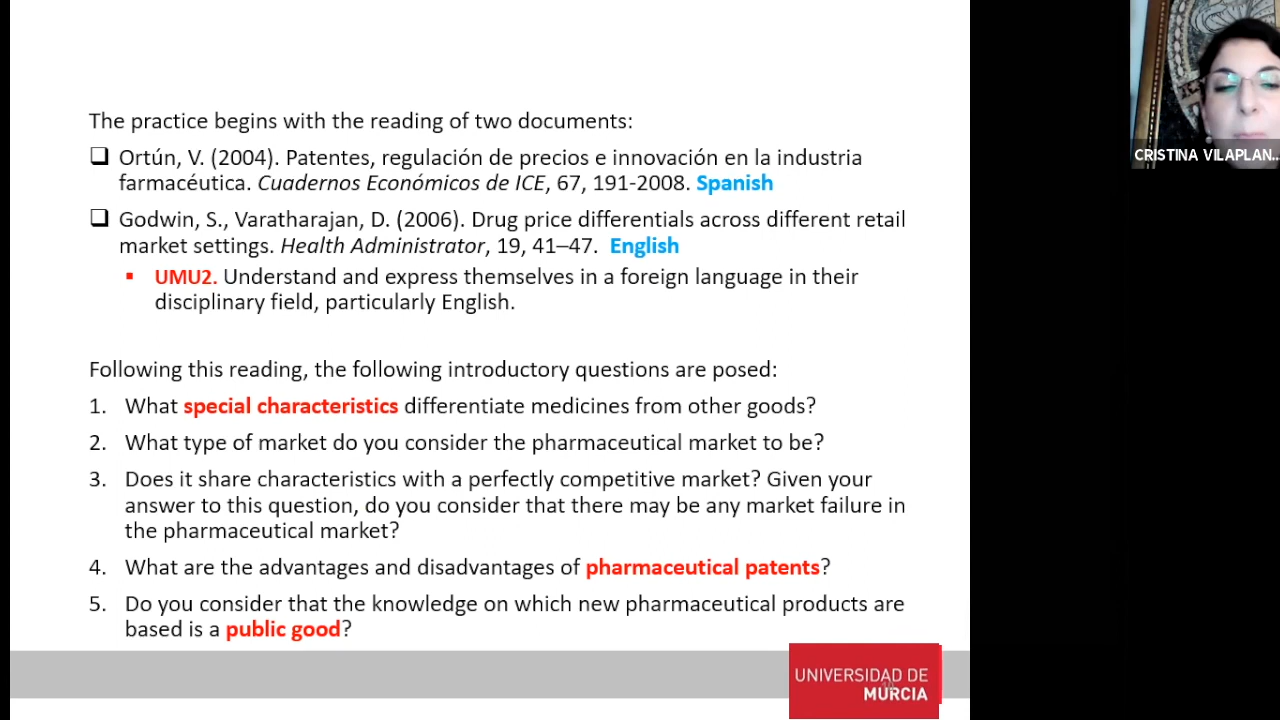 The practice begins with the reading of two documents:
Ortún, V. (2004). Patentes, regulación de precios e innovación en la industria
farmacéutica. Cuadernos Económicos de ICE, 67, 191-2008. Spanish
Godwin, S., Varatharajan, D. (2006). Drug price differentials across different retail
market settings. Health Administrator, 19, 41–47. English
UMU2. Understand and express themselves in a foreign language in their
disciplinary field, particularly English.
Following this reading, the following introductory questions are posed:
1. What special characteristics differentiate medicines from other goods?
2. What type of market do you consider the pharmaceutical market to be?
3. Does it share characteristics with a perfectly competitive market? Given your
answer to this question, do you consider that there may be any market failure in
the pharmaceutical market?
4. What are the advantages and disadvantages of pharmaceutical patents?
5. Do you consider that the knowledge on which new pharmaceutical products are
based is a public good?
UNIVERSIDAD DE
MURCIA
CRISTINA VILAPLAN...